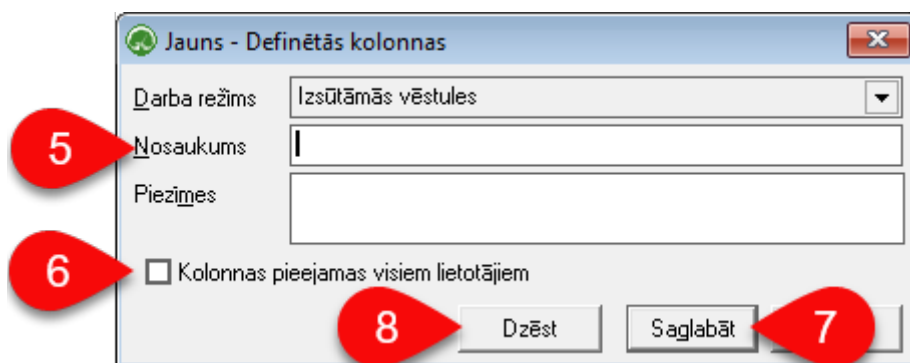 Jauns - Definētās kolonnas
Darba režīms Izsūtāmās vēstules
5 Nosaukums
Piezīmes
6 Kolonnas pieejamas visiem lietotājiem
8 Dzēst Saglabāt 7